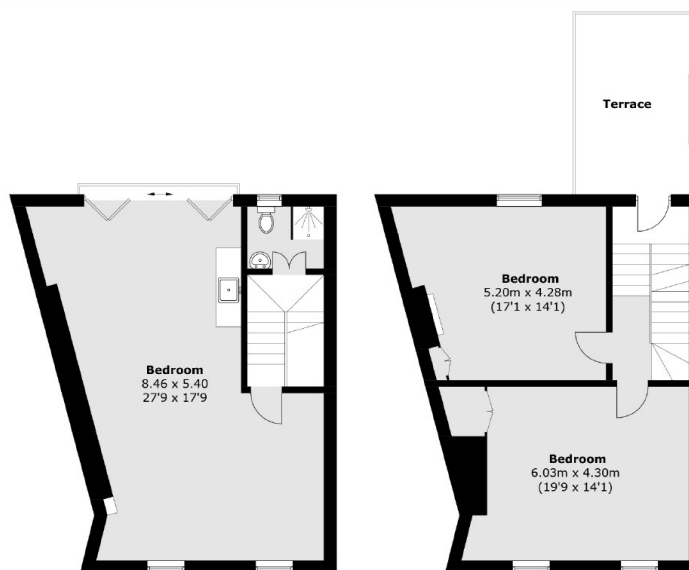 Terrace
Bedroom
5.20m x 4.28m
(17'1 x 14'1)
Bedroom
8.46 x 5.40
27'9 x 17'9
Bedroom
6.03m x 4.30m
(19'9 x 14'1)